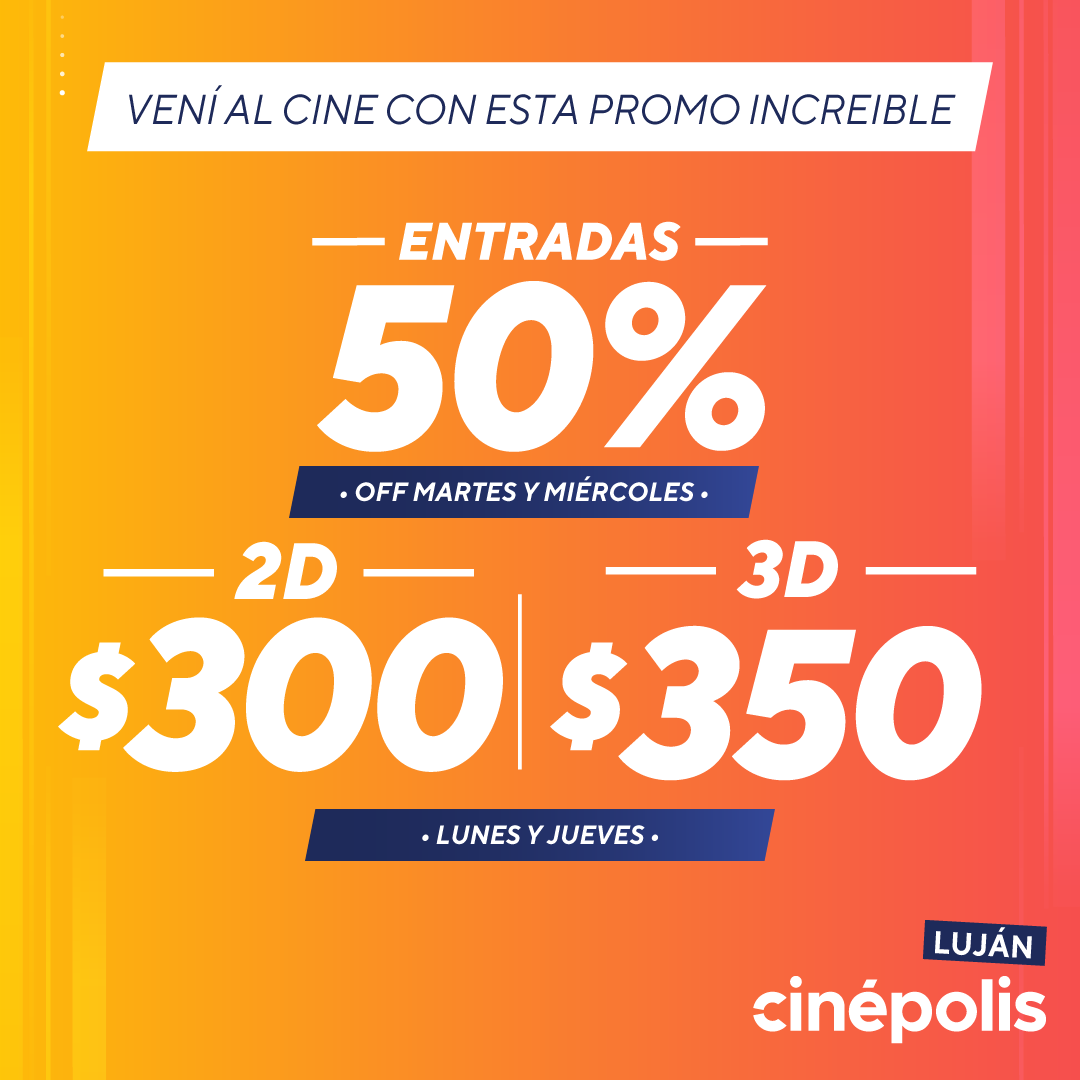 VENÍ AL CINE CON ESTA PROMO INCREIBLE
ENTRADAS
50%
• OFF MARTES Y MIÉRCOLES •
2D
$300
3D
$350
• LUNES Y JUEVES •
LUJÁN
cinépolis